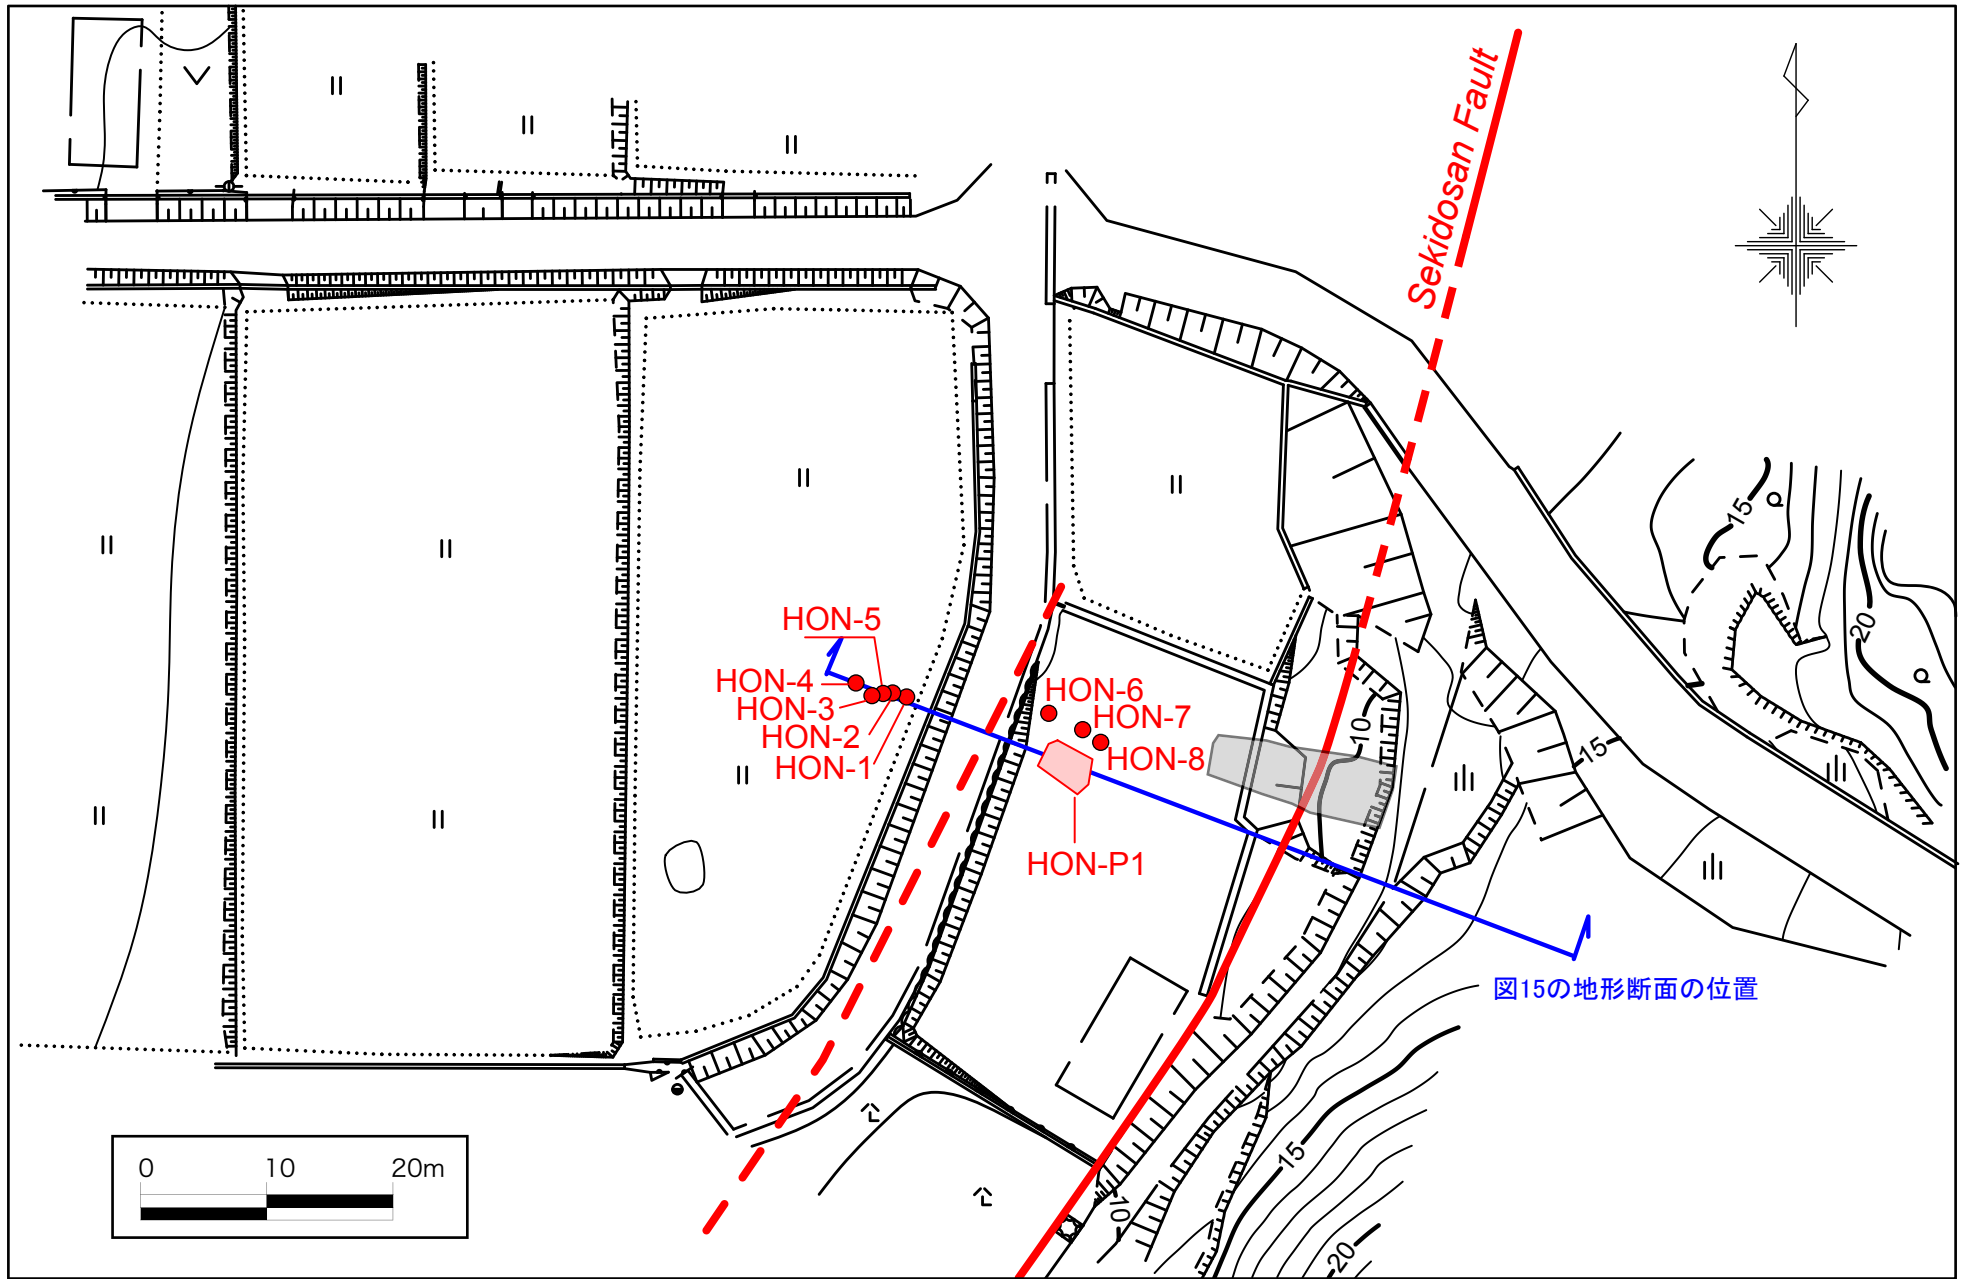 Sekidosan Fault
15
20
HON-5
HON-4
HON-3
HON-2
HON-1
HON-6
HON-7
HON-8
HON-P1
10
15
図15の地形断面の位置
15
10
20
0 10 20m